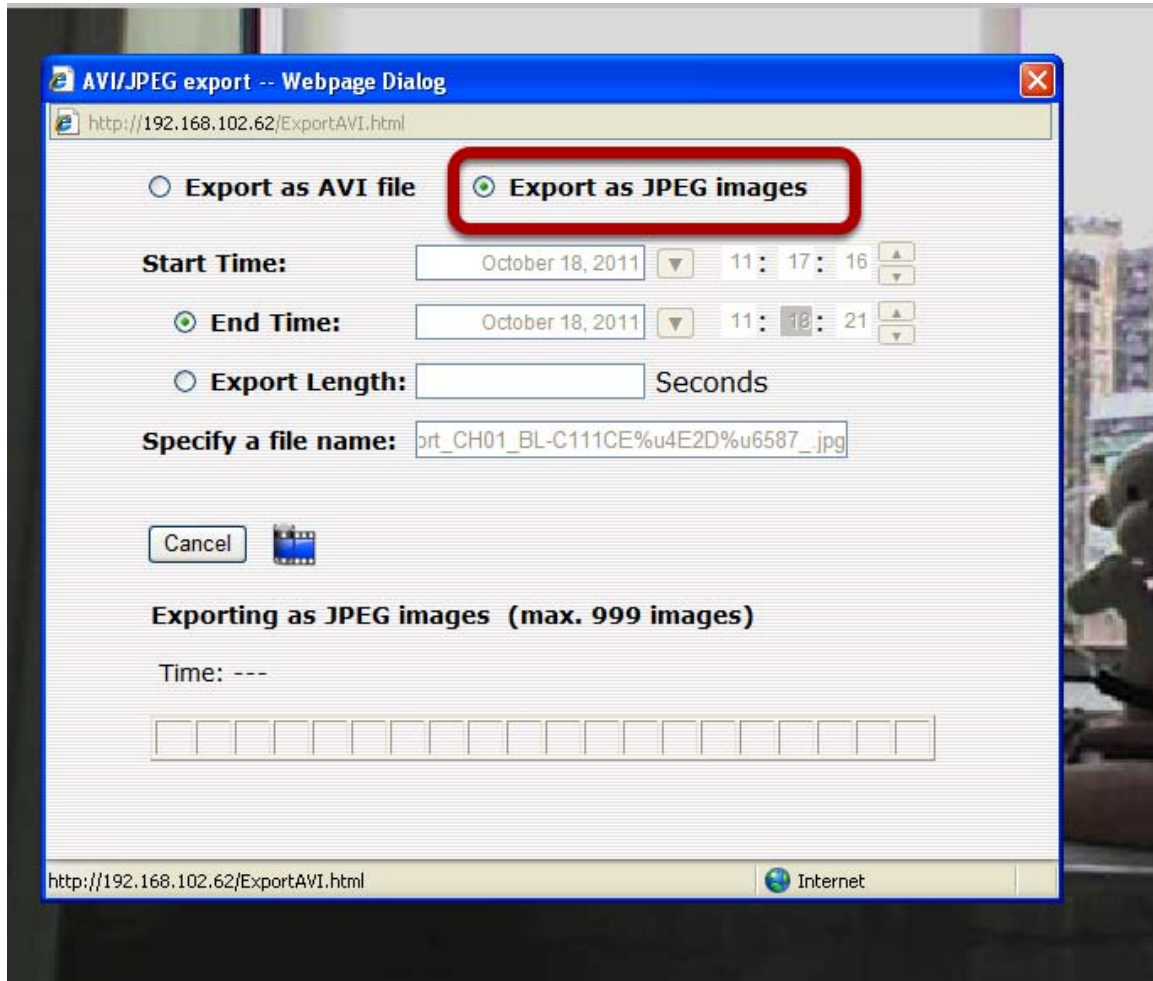 AVI/JPEG export -- Webpage Dialog
http://192.168.102.62/ExportAVI.html
Export as AVI file Export as JPEG images
Start Time: October 18, 2011 11: 17: 16
End Time: October 18, 2011 11: 18: 21
Export Length: Seconds
Specify a file name: ort_CH01_BL-C111CE%u4E2D%u6587_.jpg
Cancel
Exporting as JPEG images (max. 999 images)
Time: ---
http://192.168.102.62/ExportAVI.html Internet